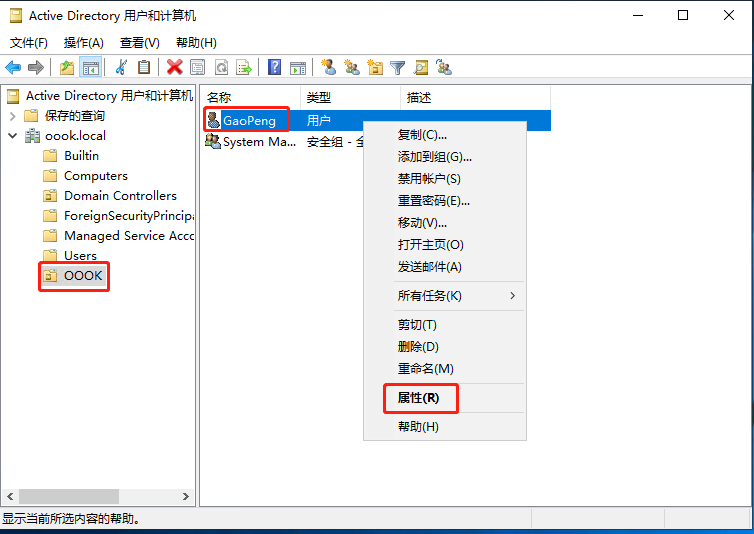 Active Directory 用户和计算机
文件(F) 操作(A) 查看(V) 帮助(H)
Active Directory 用户和计算机
保存的查询
oook.local
Builtin
Computers
Domain Controllers
ForeignSecurityPrincipa
Managed Service Acco
Users
OOOK
名称 类型 描述
GaoPeng 用户
System Ma... 安全组 - 全
复制(C)...
添加到组(G)...
禁用帐户(S)
重置密码(E)...
移动(V)...
打开主页(O)
发送邮件(A)
所有任务(K)
剪切(T)
删除(D)
重命名(M)
属性(R)
帮助(H)
显示当前所选内容的帮助。